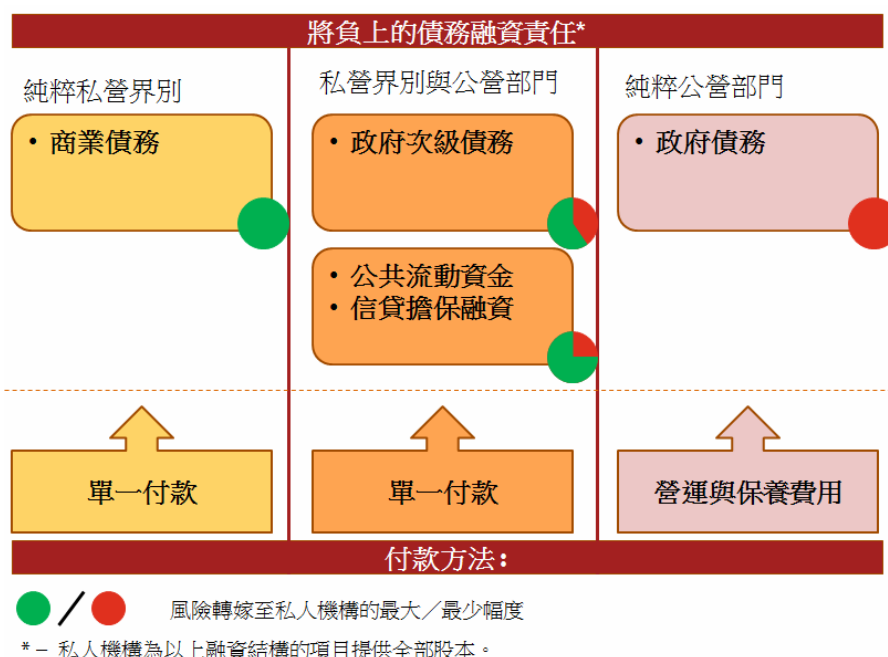 將負上的債務融資責任*
純粹私營界別
• 商業債務
私營界別與公營部門
• 政府次級債務
• 公共流動資金
• 信貸擔保融資
純粹公營部門
• 政府債務
單一付款
單一付款
營運與保養費用
付款方法：
／ 風險轉嫁至私人機構的最大／最少幅度
* – 私人機構為以上融資結構的項目提供全部股本。